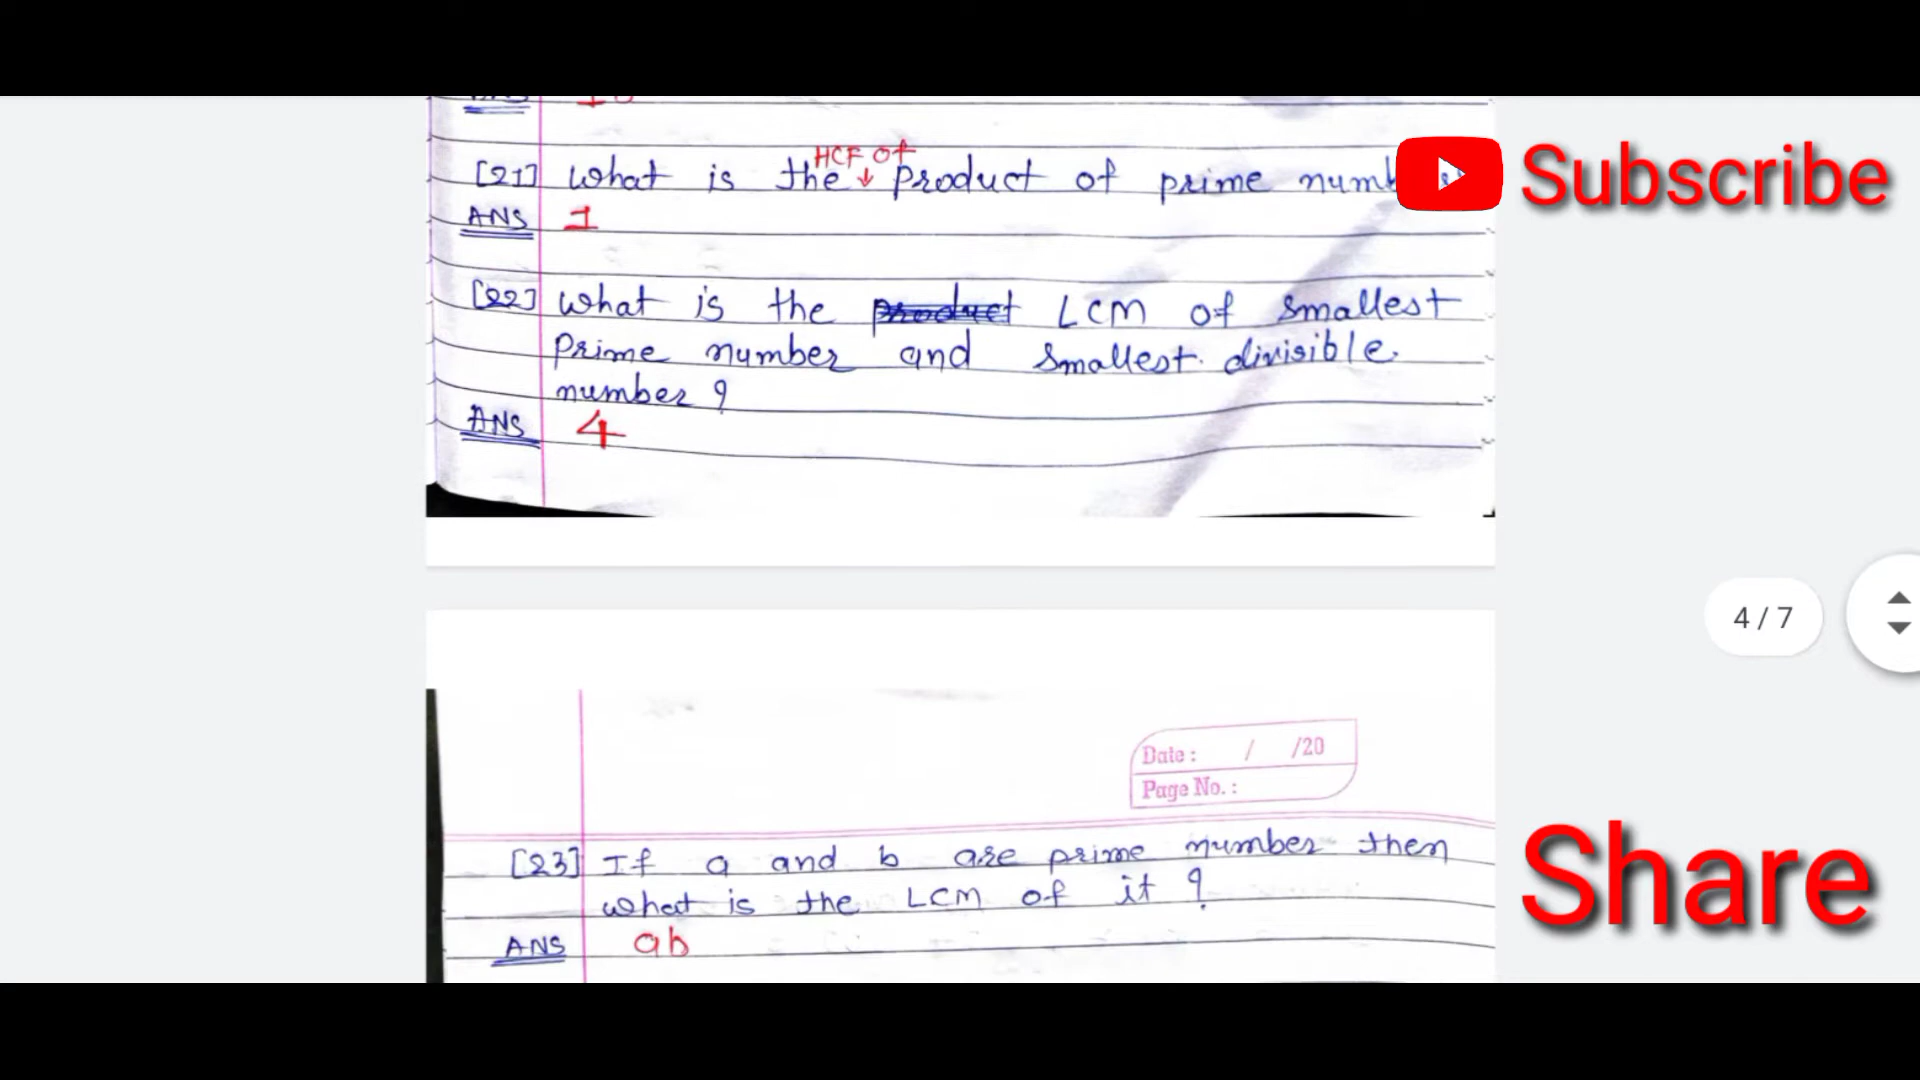 HCF of
[21] What is the ↓ product of prime numb
Subscribe
ANS 1
[22] What is the product LCM of smallest
Prime number and smallest. divisible
number ?
ANS 4
4 / 7
Date : / /20
Page No. :
[23] If a and b are prime number then
what is the LCM of it ?
Share
ANS ab